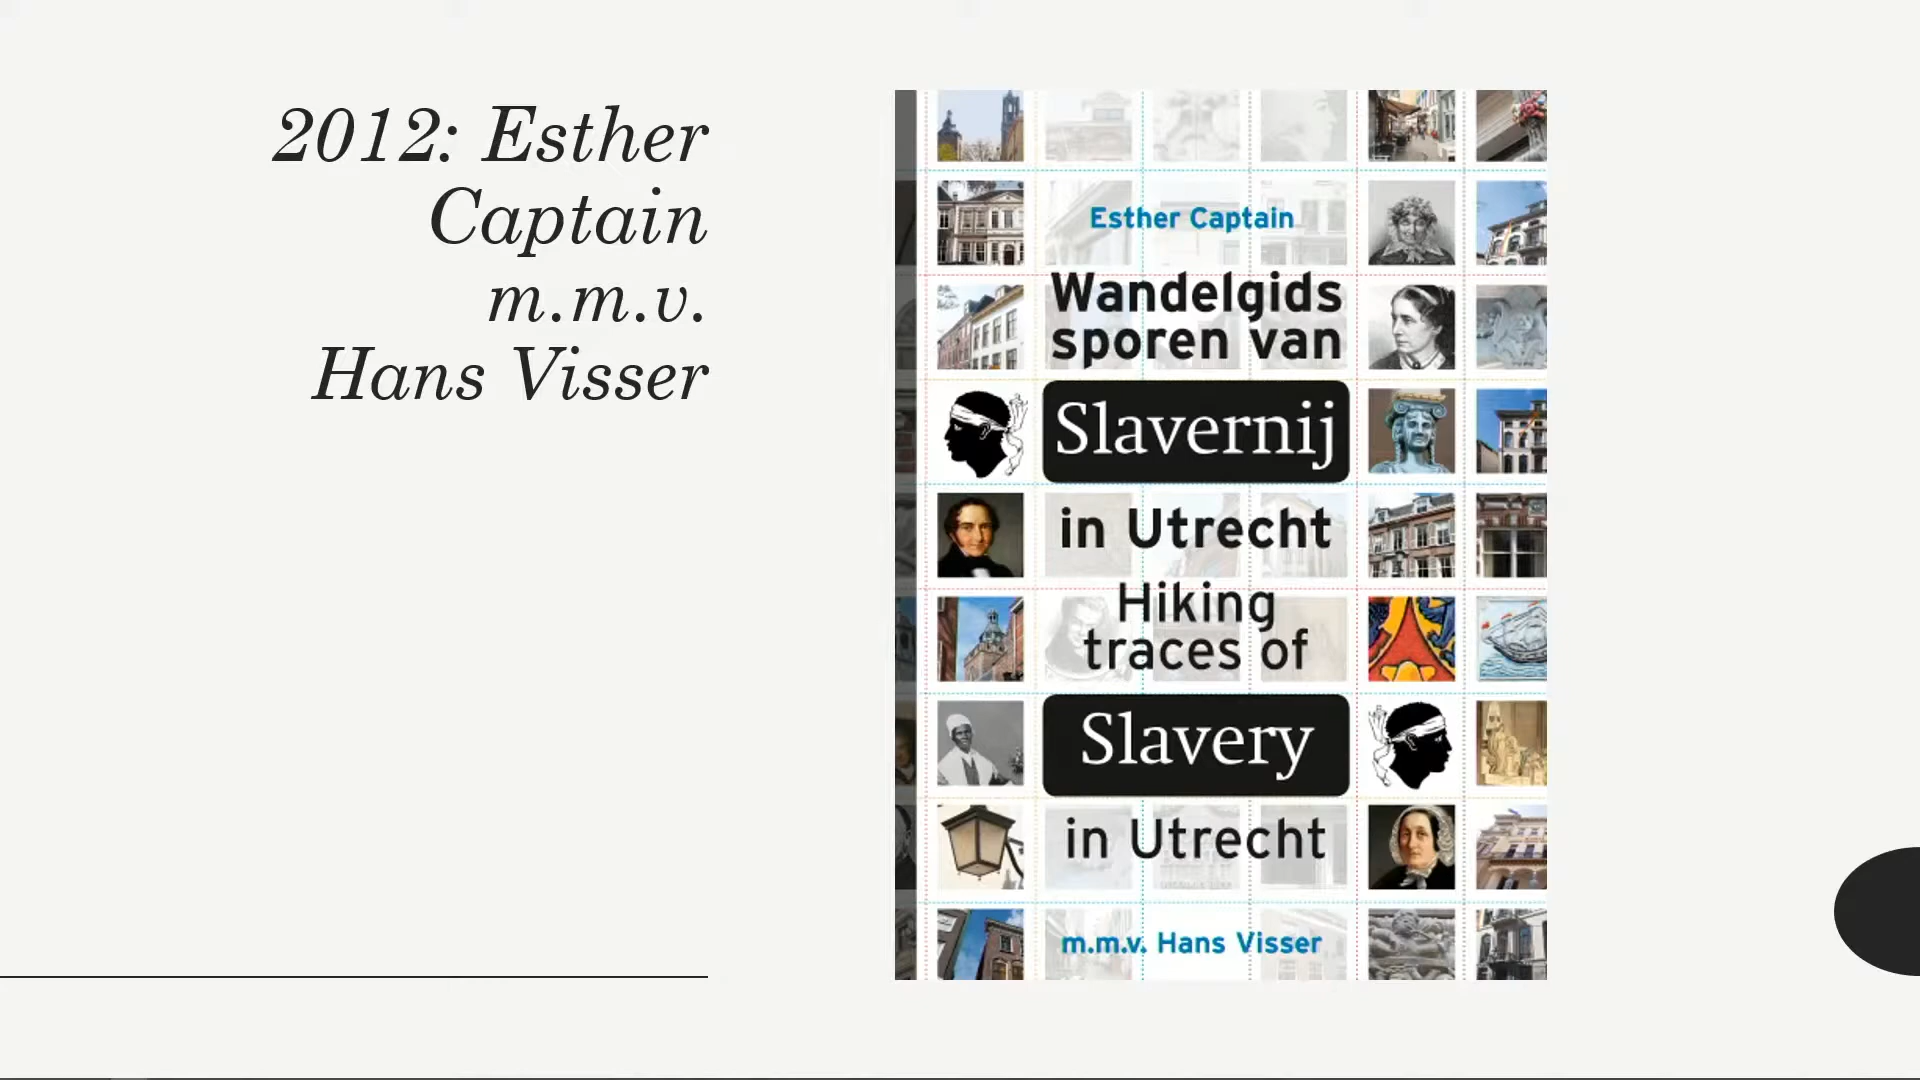 2012: Esther
Captain
m.m.v.
Hans Visser
Esther Captain
Wandelgids
sporen van
Slavernij
in Utrecht
Hiking
traces of
Slavery
in Utrecht
m.m.v. Hans Visser